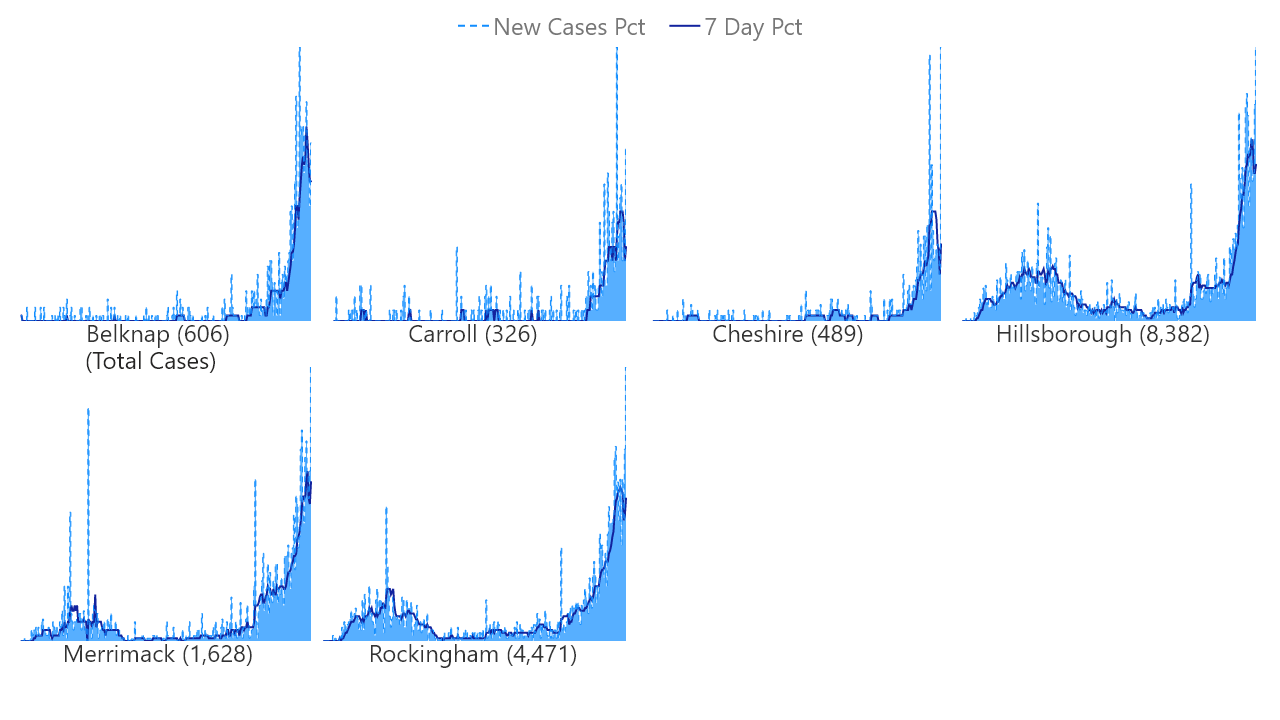 New Cases Pct 7 Day Pct
Belknap (606)
(Total Cases)
Carroll (326)
Cheshire (489)
Hillsborough (8,382)
Merrimack (1,628)
Rockingham (4,471)